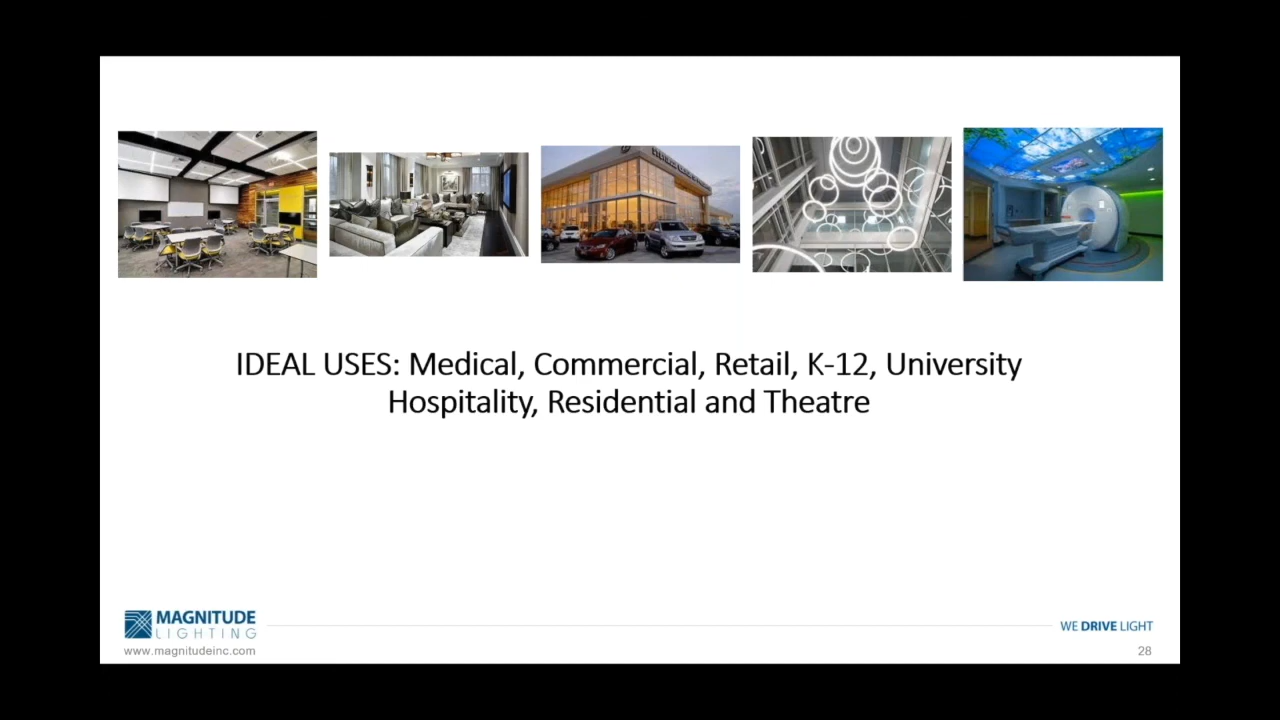 IDEAL USES: Medical, Commercial, Retail, K-12, University
Hospitality, Residential and Theatre
MAGNITUDE
LIGHTING
www.magnitudeinc.com
WE DRIVE LIGHT
28